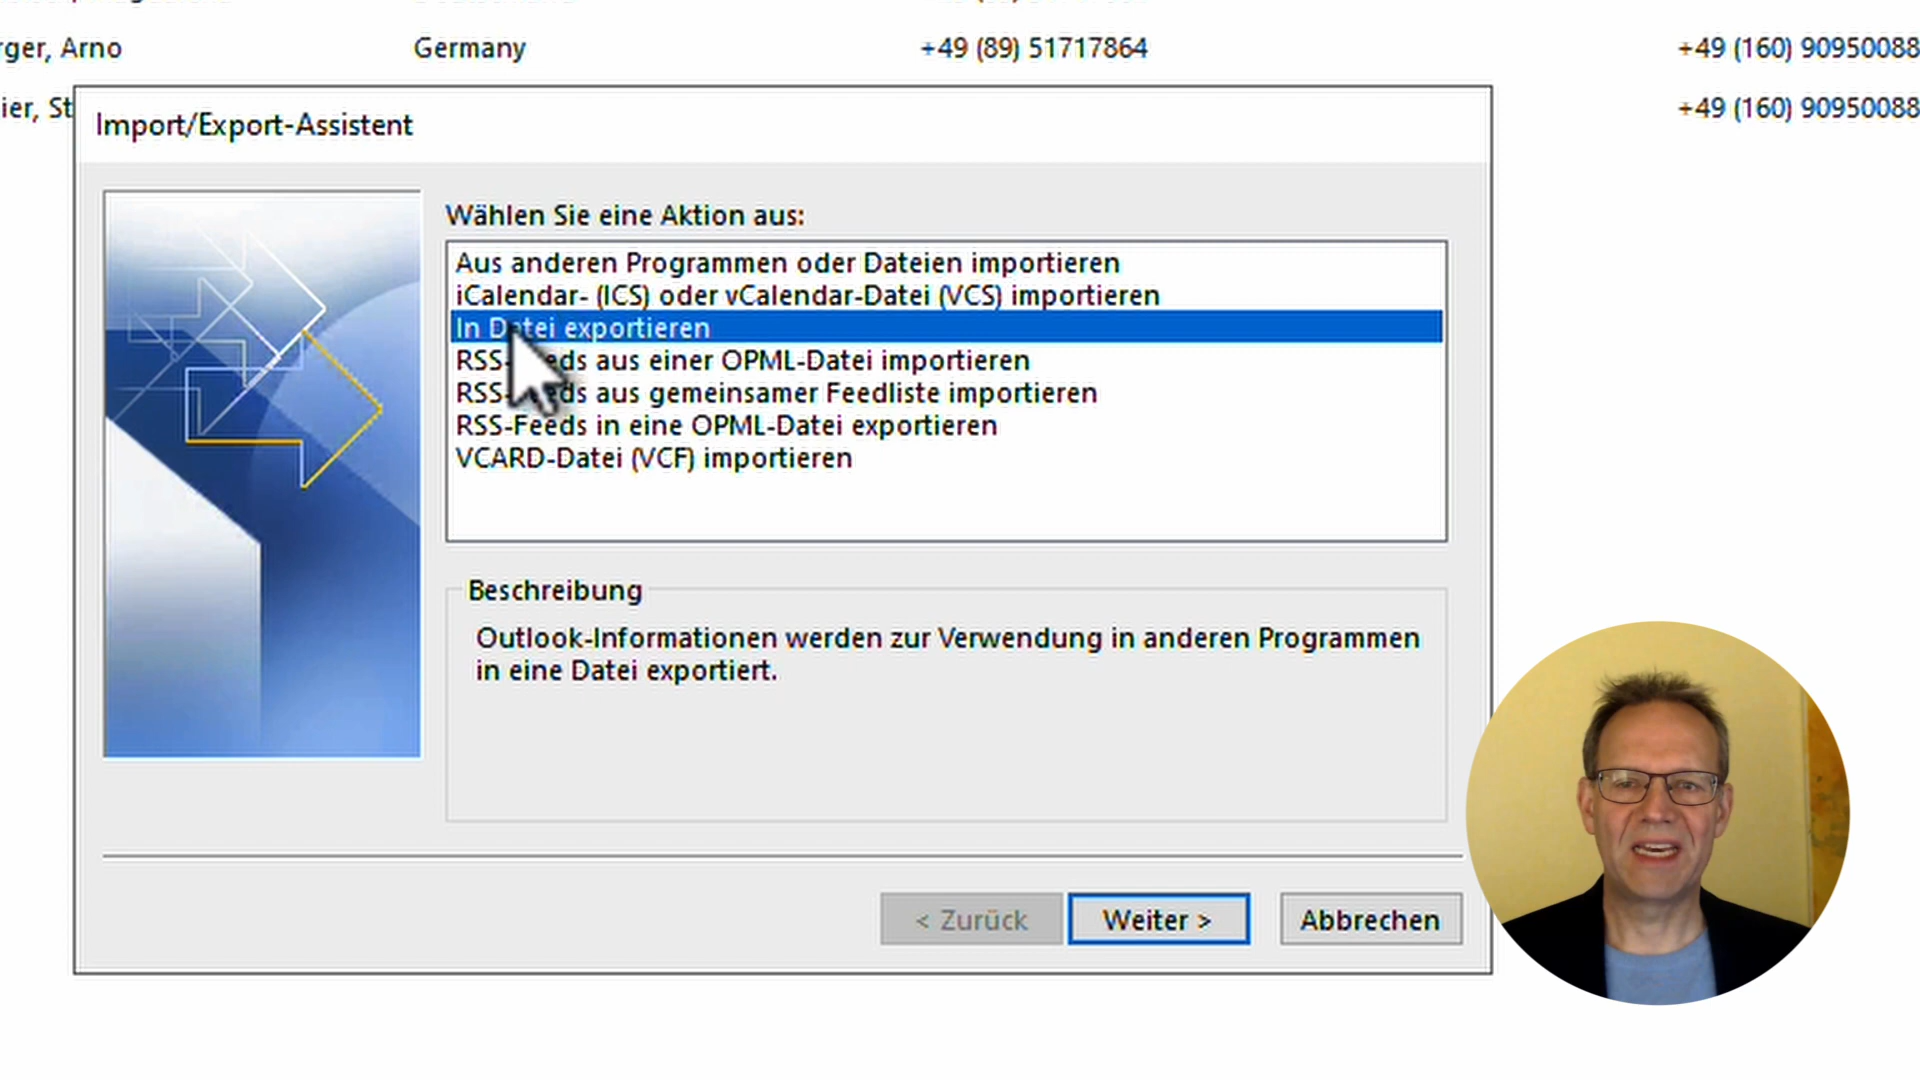 rger, Arno Germany +49 (89) 51717864 +49 (160) 90950088
ier, St +49 (160) 90950088
Import/Export-Assistent
Wählen Sie eine Aktion aus:
Aus anderen Programmen oder Dateien importieren
iCalendar- (ICS) oder vCalendar-Datei (VCS) importieren
In Datei exportieren
RSS-Feeds aus einer OPML-Datei importieren
RSS-Feeds aus gemeinsamer Feedliste importieren
RSS-Feeds in eine OPML-Datei exportieren
VCARD-Datei (VCF) importieren
Beschreibung
Outlook-Informationen werden zur Verwendung in anderen Programmen
in eine Datei exportiert.
< Zurück Weiter > Abbrechen